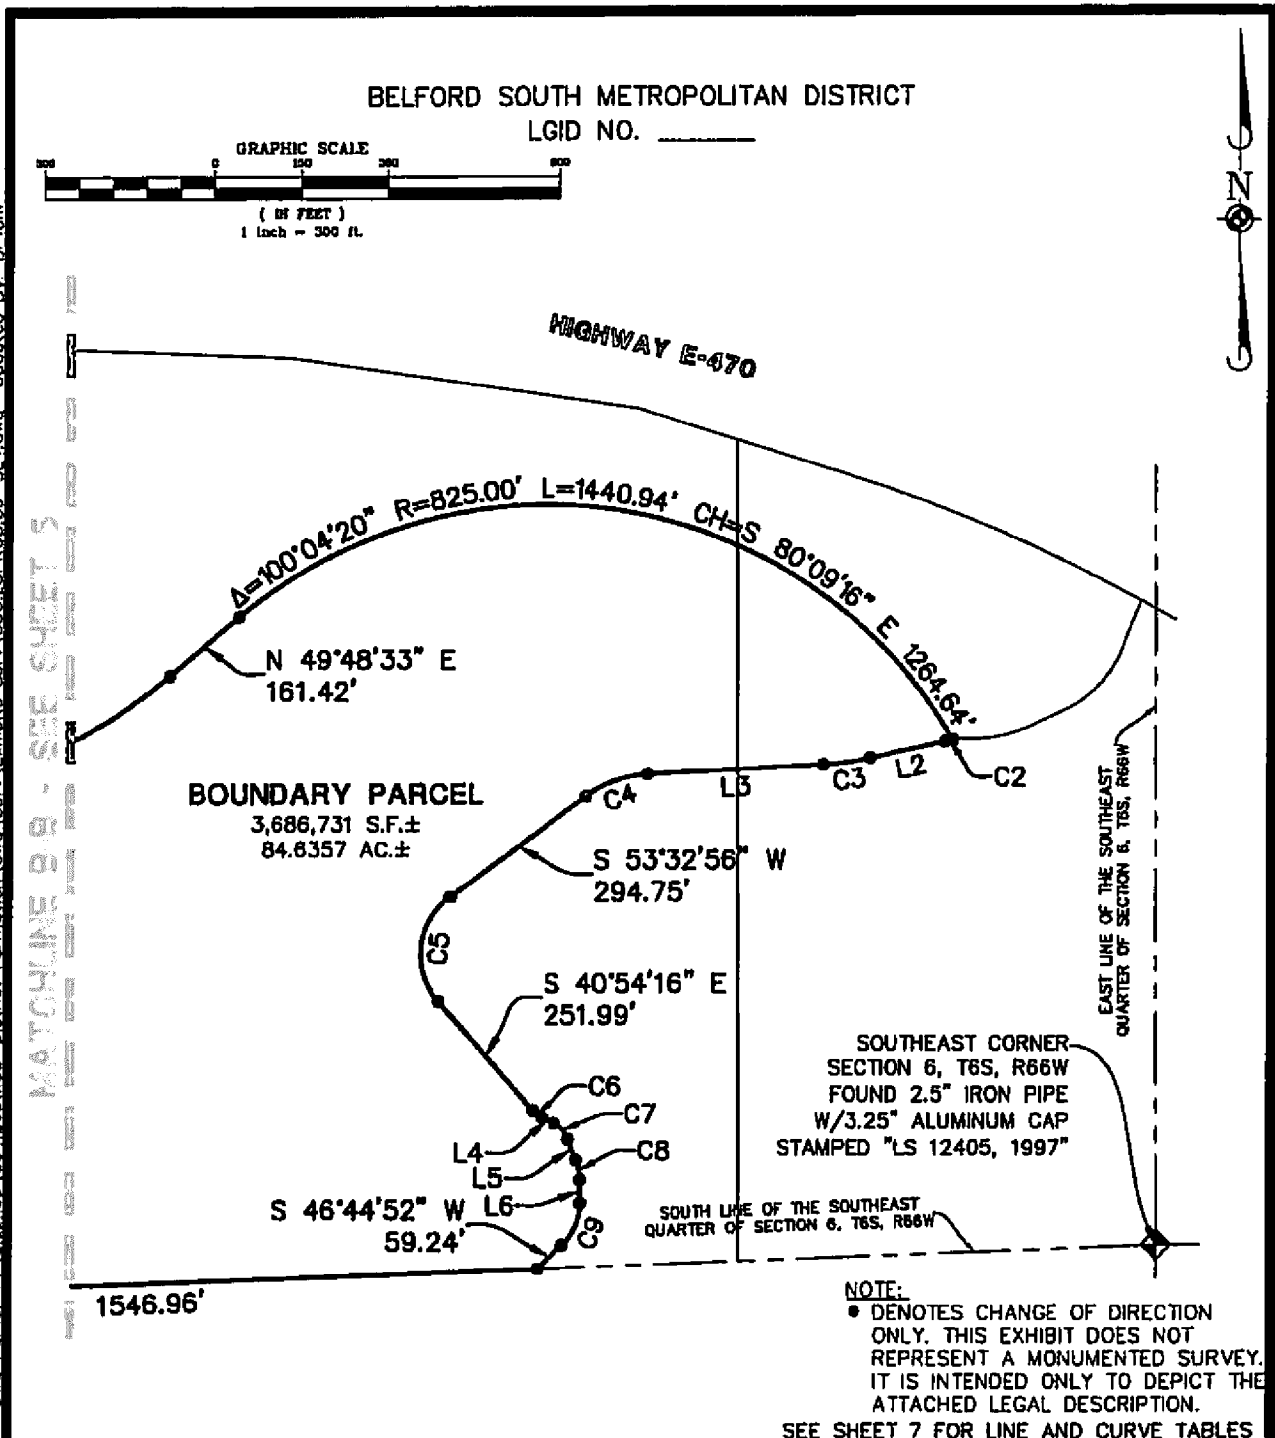 BELFORD SOUTH METROPOLITAN DISTRICT
LGID NO.
GRAPHIC SCALE
300 0 150 300 600
( IN FEET )
1 inch = 300 ft.
N
HIGHWAY E-470
Δ=100°04'20" R=825.00' L=1440.94' CH=S 80°09'16" E 1264.64'
N 49°48'33" E
161.42'
MATCHLINE BB - SEE SHEET 5
BOUNDARY PARCEL
3,686,731 S.F.±
84.6357 AC.±
C4
L3
C3
L2
C2
S 53°32'56" W
294.75'
C5
S 40°54'16" E
251.99'
EAST LINE OF THE SOUTHEAST
QUARTER OF SECTION 6, T6S, R66W
SOUTHEAST CORNER
SECTION 6, T6S, R66W
FOUND 2.5" IRON PIPE
W/3.25" ALUMINUM CAP
STAMPED "LS 12405, 1997"
C6
C7
L4
C8
L5
L6
C9
S 46°44'52" W
59.24'
SOUTH LINE OF THE SOUTHEAST
QUARTER OF SECTION 6, T6S, R66W
1546.96'
NOTE:
● DENOTES CHANGE OF DIRECTION
ONLY. THIS EXHIBIT DOES NOT
REPRESENT A MONUMENTED SURVEY.
IT IS INTENDED ONLY TO DEPICT THE
ATTACHED LEGAL DESCRIPTION.
SEE SHEET 7 FOR LINE AND CURVE TABLES